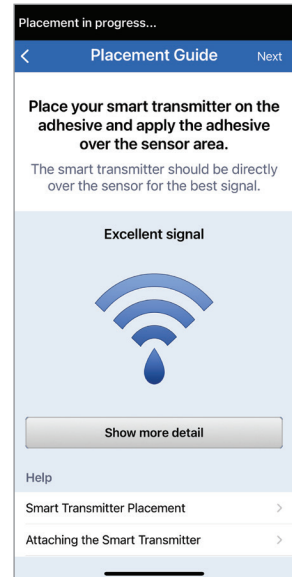 Placement in progress...
Placement Guide Next
Place your smart transmitter on the
adhesive and apply the adhesive
over the sensor area.
The smart transmitter should be directly
over the sensor for the best signal.
Excellent signal
Show more detail
Help
Smart Transmitter Placement
Attaching the Smart Transmitter